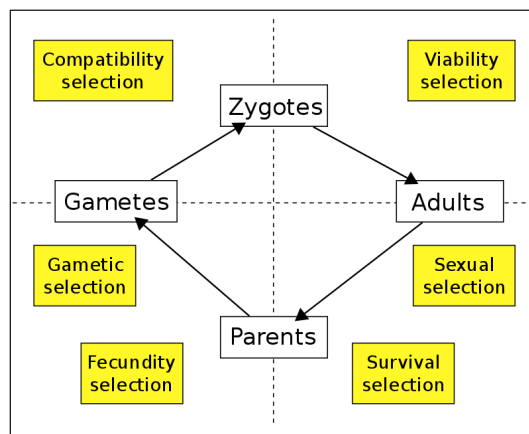 Compatibility
selection
Viability
selection
Zygotes
Gametes
Adults
Gametic
selection
Sexual
selection
Parents
Fecundity
selection
Survival
selection